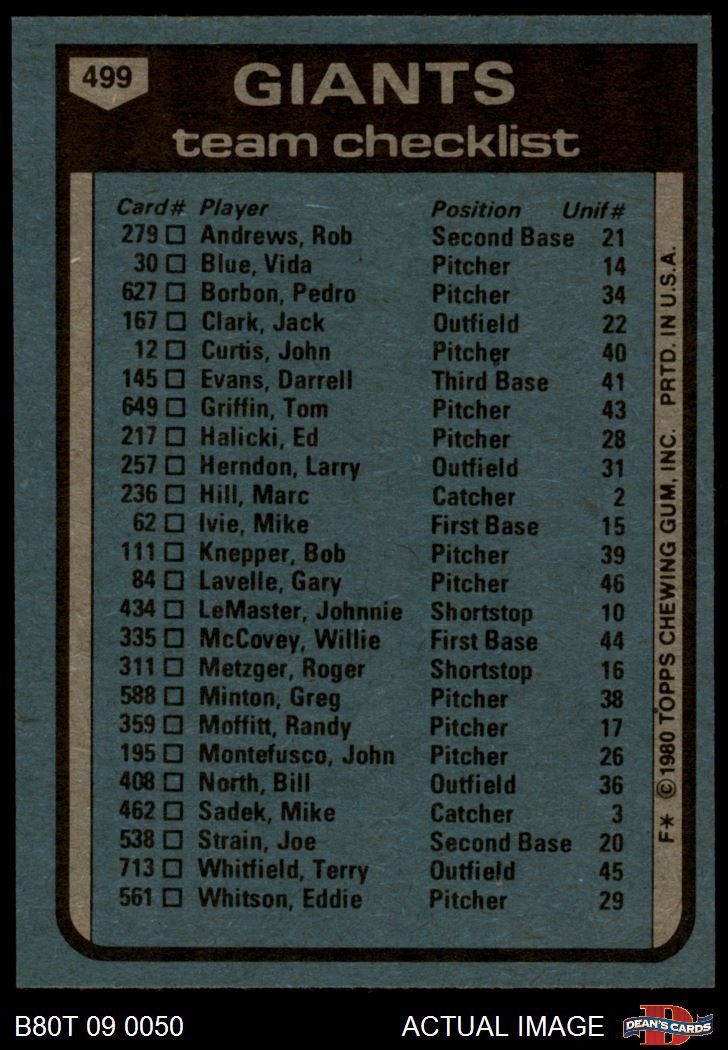 499
GIANTS
team checklist
Card# Player Position Unif#
279 □ Andrews, Rob Second Base 21
30 □ Blue, Vida Pitcher 14
627 □ Borbon, Pedro Pitcher 34
167 □ Clark, Jack Outfield 22
12 □ Curtis, John Pitcher 40
145 □ Evans, Darrell Third Base 41
649 □ Griffin, Tom Pitcher 43
217 □ Halicki, Ed Pitcher 28
257 □ Herndon, Larry Outfield 31
236 □ Hill, Marc Catcher 2
62 □ Ivie, Mike First Base 15
111 □ Knepper, Bob Pitcher 39
84 □ Lavelle, Gary Pitcher 46
434 □ LeMaster, Johnnie Shortstop 10
335 □ McCovey, Willie First Base 44
311 □ Metzger, Roger Shortstop 16
588 □ Minton, Greg Pitcher 38
359 □ Moffitt, Randy Pitcher 17
195 □ Montefusco, John Pitcher 26
408 □ North, Bill Outfield 36
462 □ Sadek, Mike Catcher 3
538 □ Strain, Joe Second Base 20
713 □ Whitfield, Terry Outfield 45
561 □ Whitson, Eddie Pitcher 29
F* ©1980 TOPPS CHEWING GUM, INC. PRTD. IN U.S.A.
B80T 09 0050 ACTUAL IMAGE
D
DEAN'S CARDS